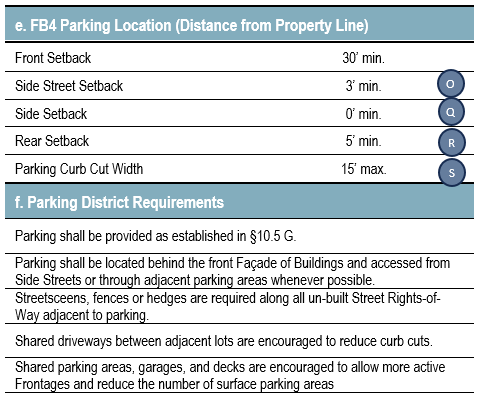 e. FB4 Parking Location (Distance from Property Line)
Front Setback 30' min.
Side Street Setback 3' min. O
Side Setback 0' min. Q
Rear Setback 5' min. R
Parking Curb Cut Width 15' max. S
f. Parking District Requirements
Parking shall be provided as established in §10.5 G.
Parking shall be located behind the front Façade of Buildings and accessed from
Side Streets or through adjacent parking areas whenever possible.
Streetsceens, fences or hedges are required along all un-built Street Rights-of-
Way adjacent to parking.
Shared driveways between adjacent lots are encouraged to reduce curb cuts.
Shared parking areas, garages, and decks are encouraged to allow more active
Frontages and reduce the number of surface parking areas